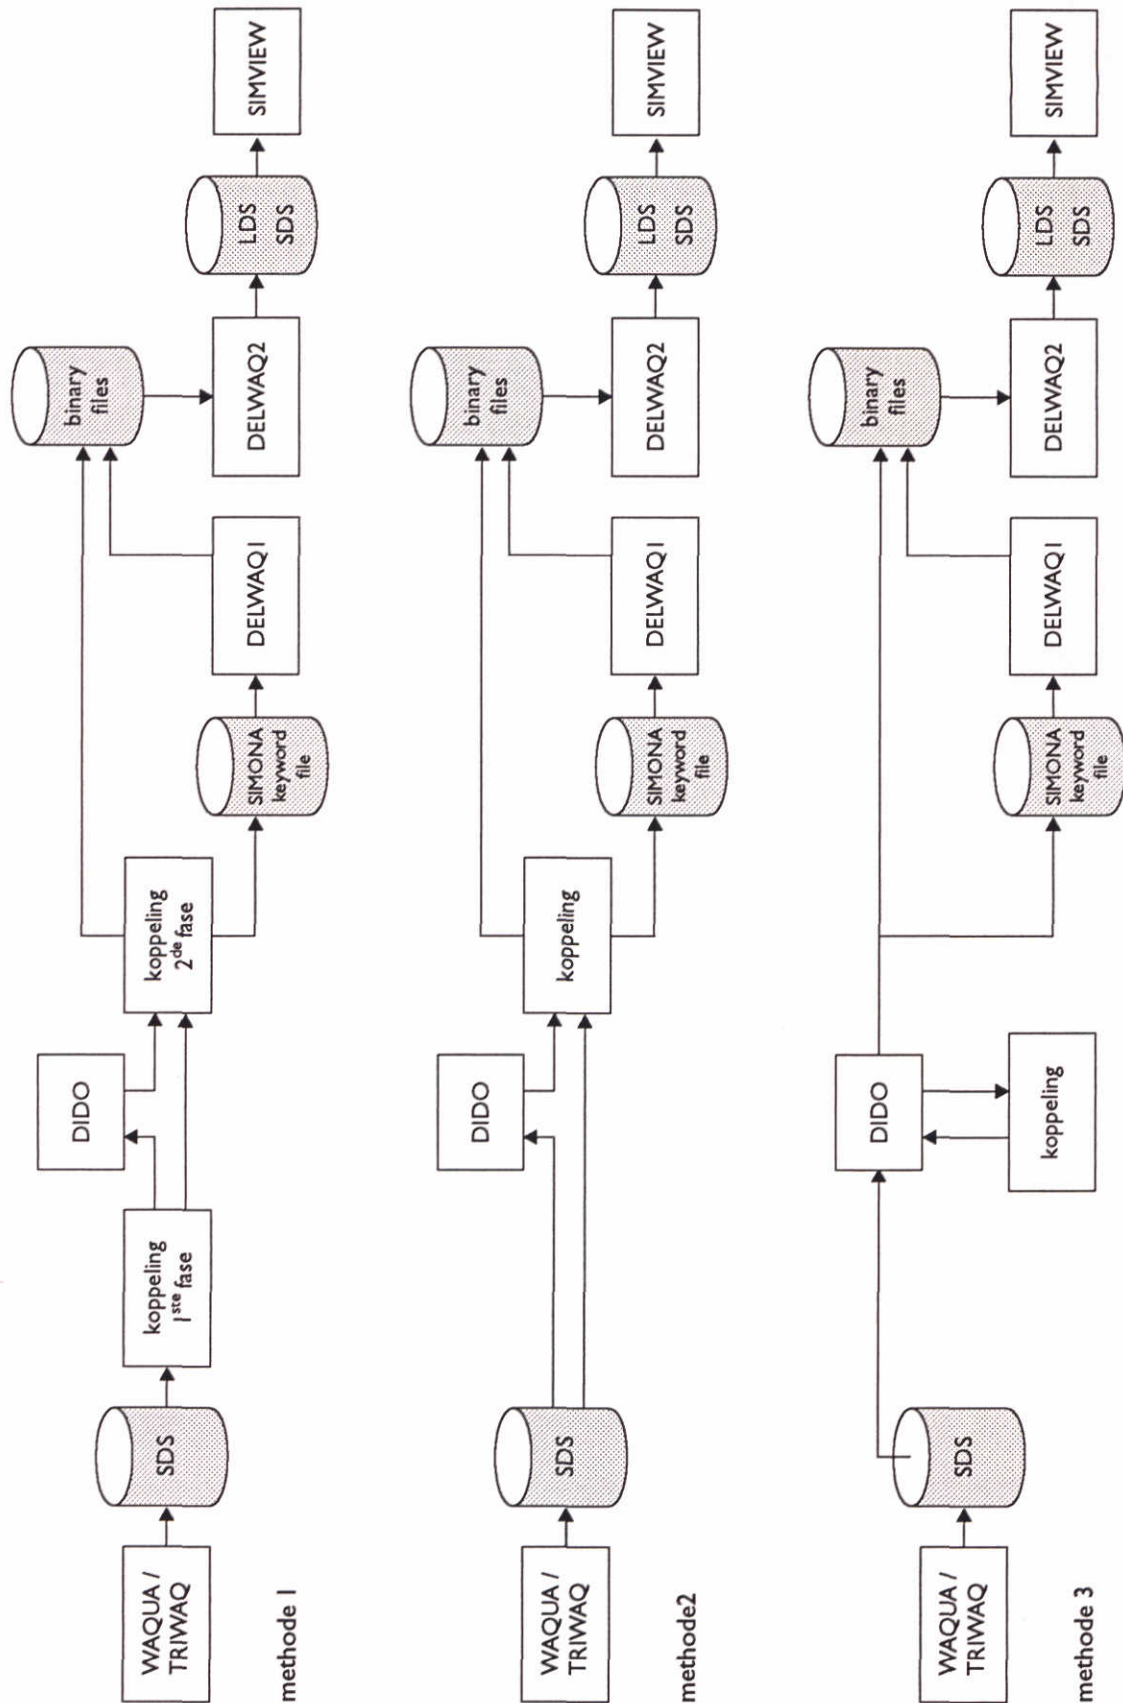 WAQUA /
TRIWAQ
SDS
koppeling
1ste fase
DIDO
koppeling
2de fase
SIMONA
keyword
file
DELWAQ1
binary
files
DELWAQ2
LDS
SDS
SIMVIEW
methode 1
WAQUA /
TRIWAQ
SDS
DIDO
koppeling
SIMONA
keyword
file
DELWAQ1
binary
files
DELWAQ2
LDS
SDS
SIMVIEW
methode2
WAQUA /
TRIWAQ
SDS
DIDO
koppeling
SIMONA
keyword
file
DELWAQ1
binary
files
DELWAQ2
LDS
SDS
SIMVIEW
methode 3